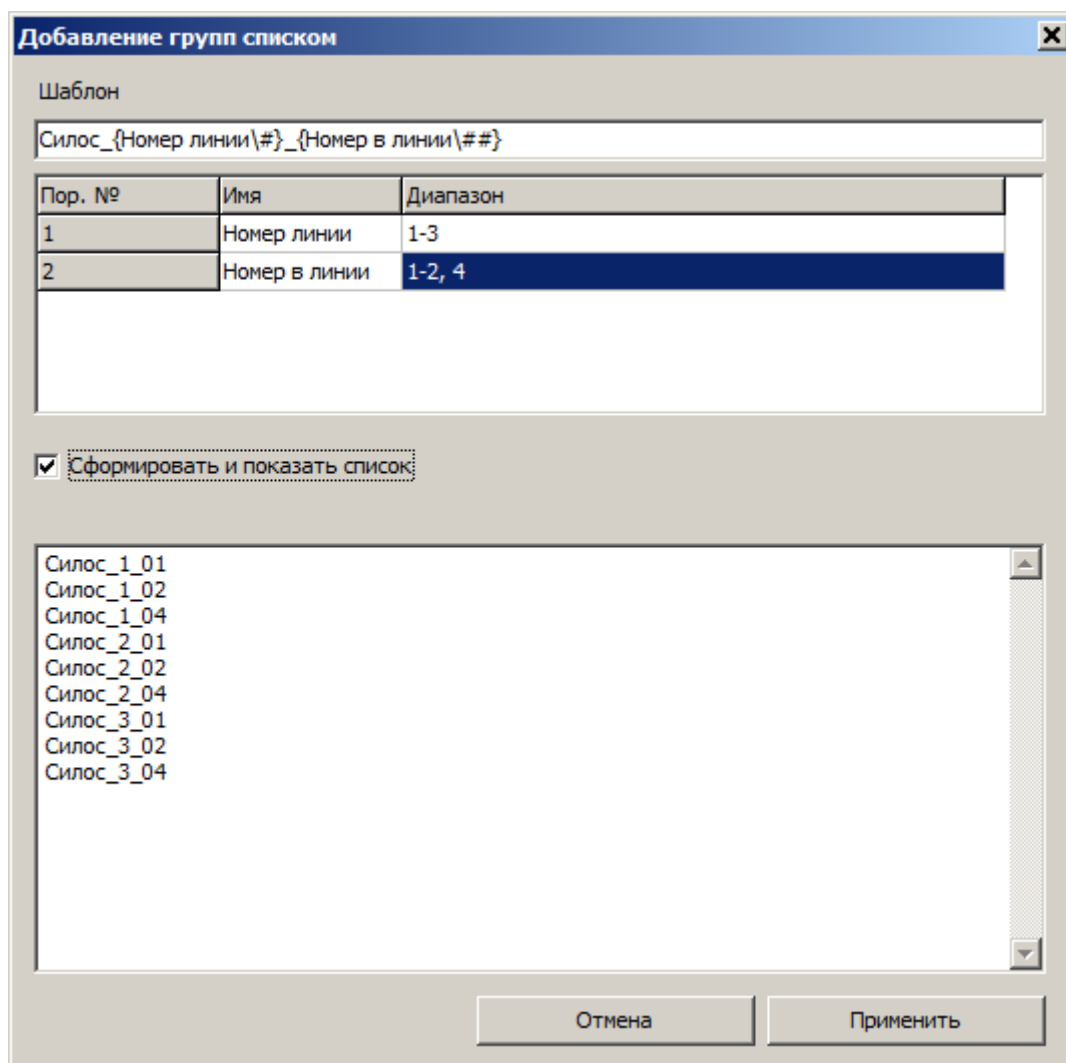 Добавление групп списком
Шаблон
Силос_{Номер линии\#}_{Номер в линии\##}
Пор. № Имя Диапазон
1 Номер линии 1-3
2 Номер в линии 1-2, 4
Сформировать и показать список
Силос_1_01
Силос_1_02
Силос_1_04
Силос_2_01
Силос_2_02
Силос_2_04
Силос_3_01
Силос_3_02
Силос_3_04
Отмена Применить